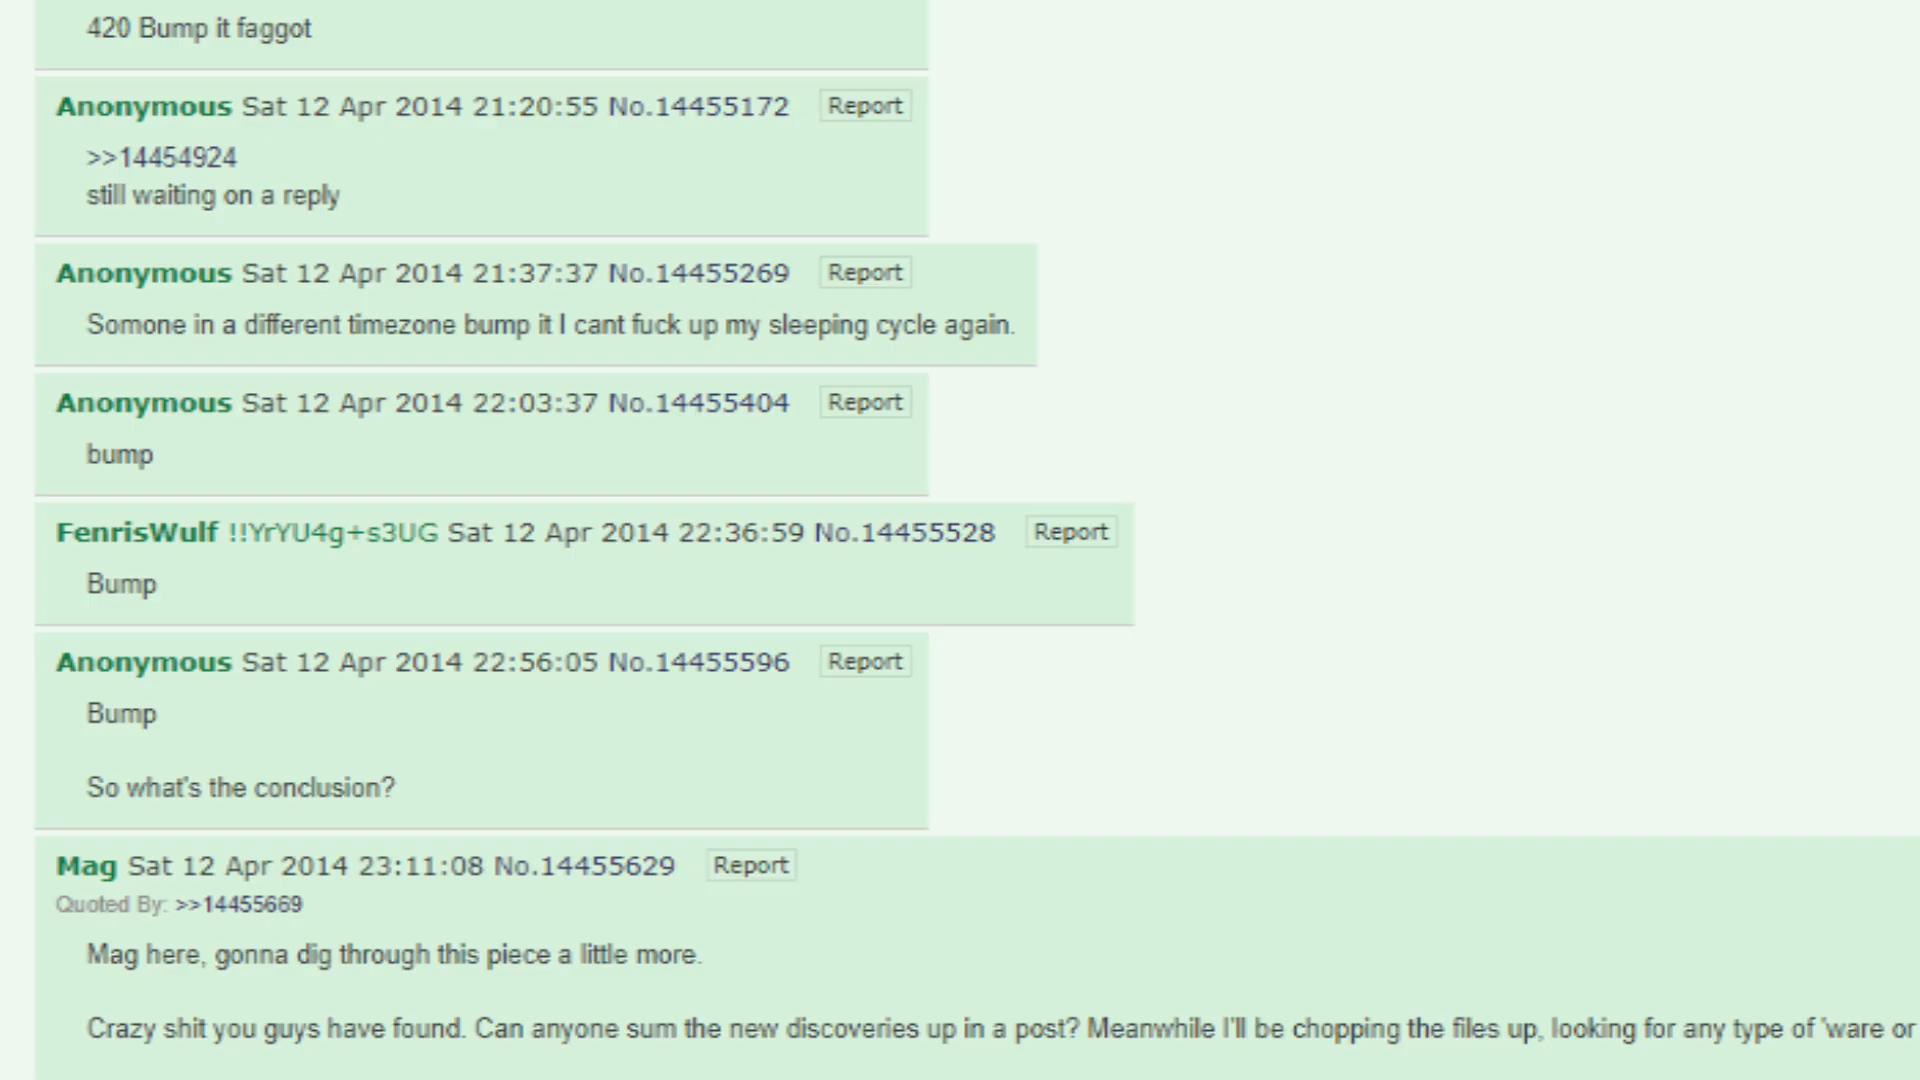 420 Bump it faggot
Anonymous Sat 12 Apr 2014 21:20:55 No.14455172 Report
>>14454924
still waiting on a reply
Anonymous Sat 12 Apr 2014 21:37:37 No.14455269 Report
Somone in a different timezone bump it I cant fuck up my sleeping cycle again.
Anonymous Sat 12 Apr 2014 22:03:37 No.14455404 Report
bump
FenrisWulf !!YrYU4g+s3UG Sat 12 Apr 2014 22:36:59 No.14455528 Report
Bump
Anonymous Sat 12 Apr 2014 22:56:05 No.14455596 Report
Bump
So what's the conclusion?
Mag Sat 12 Apr 2014 23:11:08 No.14455629 Report
Quoted By: >>14455669
Mag here, gonna dig through this piece a little more.
Crazy shit you guys have found. Can anyone sum the new discoveries up in a post? Meanwhile I'll be chopping the files up, looking for any type of 'ware or